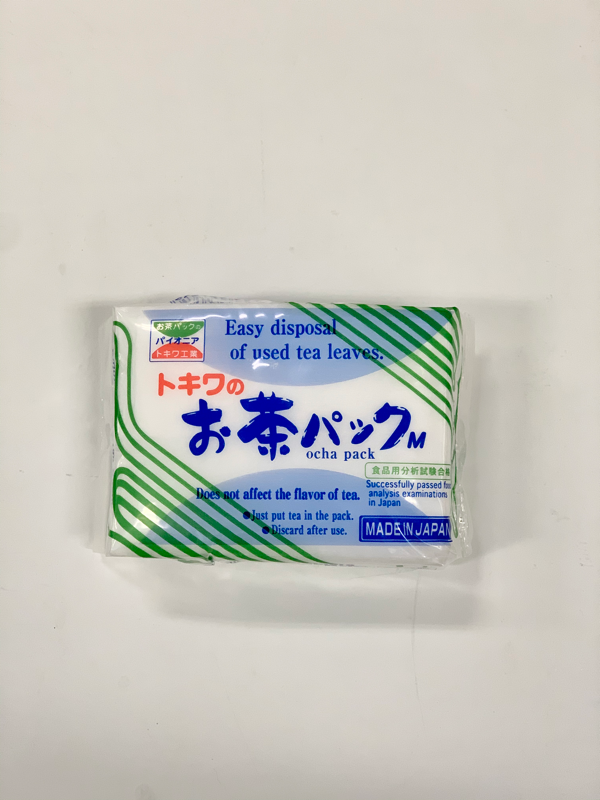 お茶パックの
パイオニア
トキワ工業
Easy disposal
of used tea leaves.
トキワの
お茶パックM
ocha pack
食品用分析試験合格
Successfully passed food
analysis examinations
in Japan
Does not affect the flavor of tea.
●Just put tea in the pack.
●Discard after use.
MADE IN JAPAN